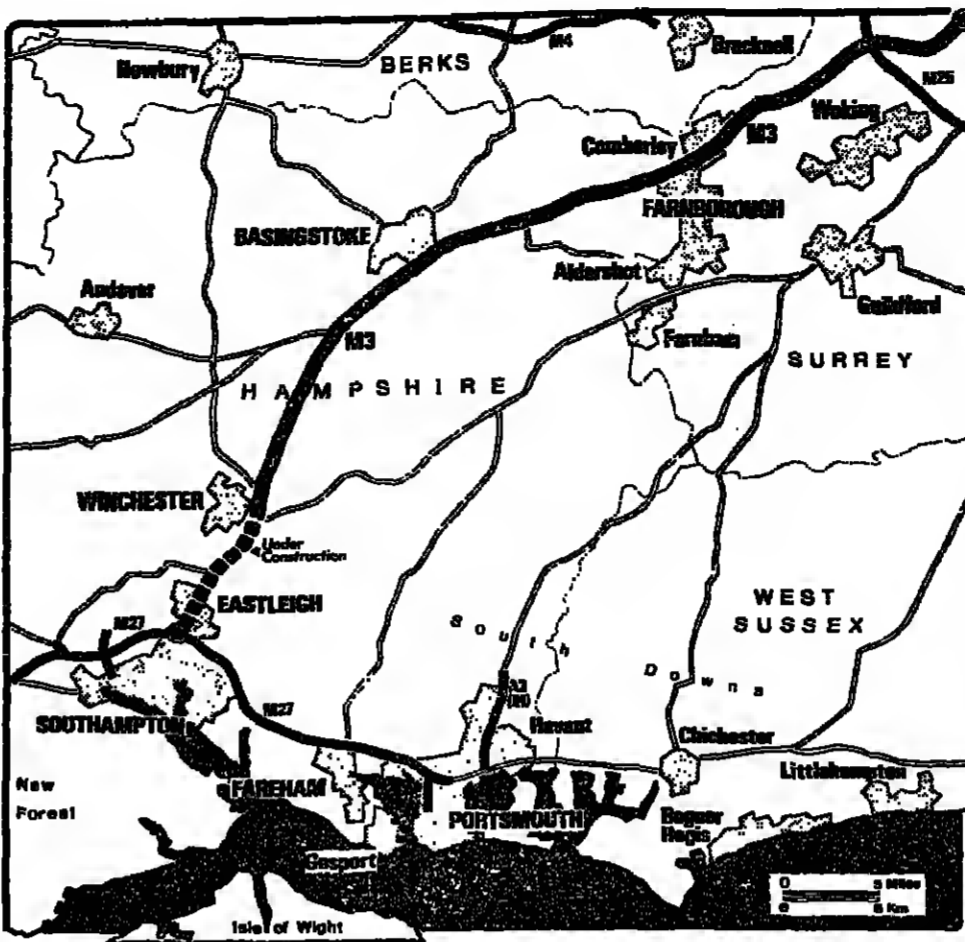 M4
Bracknell
Newbury
BERKS
M25
Woking
Camberley
M3
FARNBOROUGH
BASINGSTOKE
Aldershot
Andover
Guildford
M3
Farnham
SURREY
HAMPSHIRE
WINCHESTER
Under
Construction
EASTLEIGH
WEST
SUSSEX
M27
South
Downs
A3
(M)
M27
SOUTHAMPTON
Havant
Chichester
New
Forest
FAREHAM
Littlehampton
PORTSMOUTH
Bognor
Regis
Gosport
0 5 Miles
0 5 Km
Isle of Wight